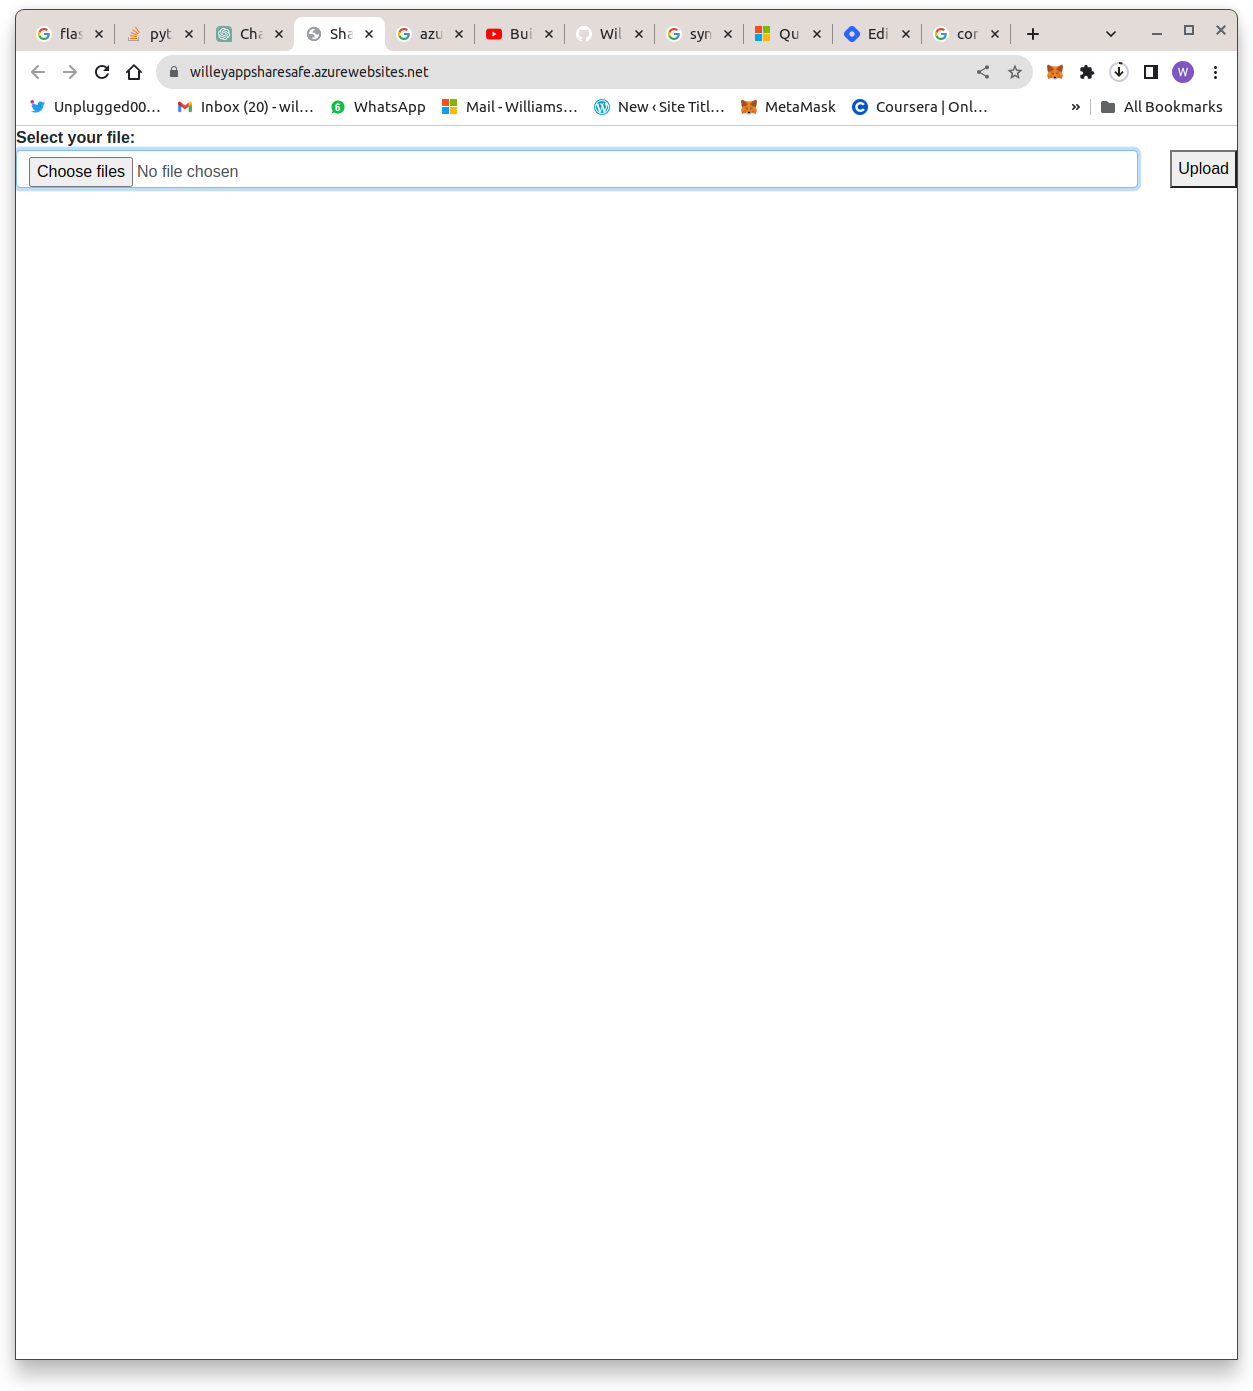 flas pyt Cha Sha azu Bui Wil syn Qu Edi cor
willeyappsharesafe.azurewebsites.net W
Unplugged00... Inbox (20) - wil... 6 WhatsApp Mail - Williams... New ‹ Site Titl... MetaMask Coursera | Onl... » All Bookmarks
Select your file:
Choose files No file chosen Upload